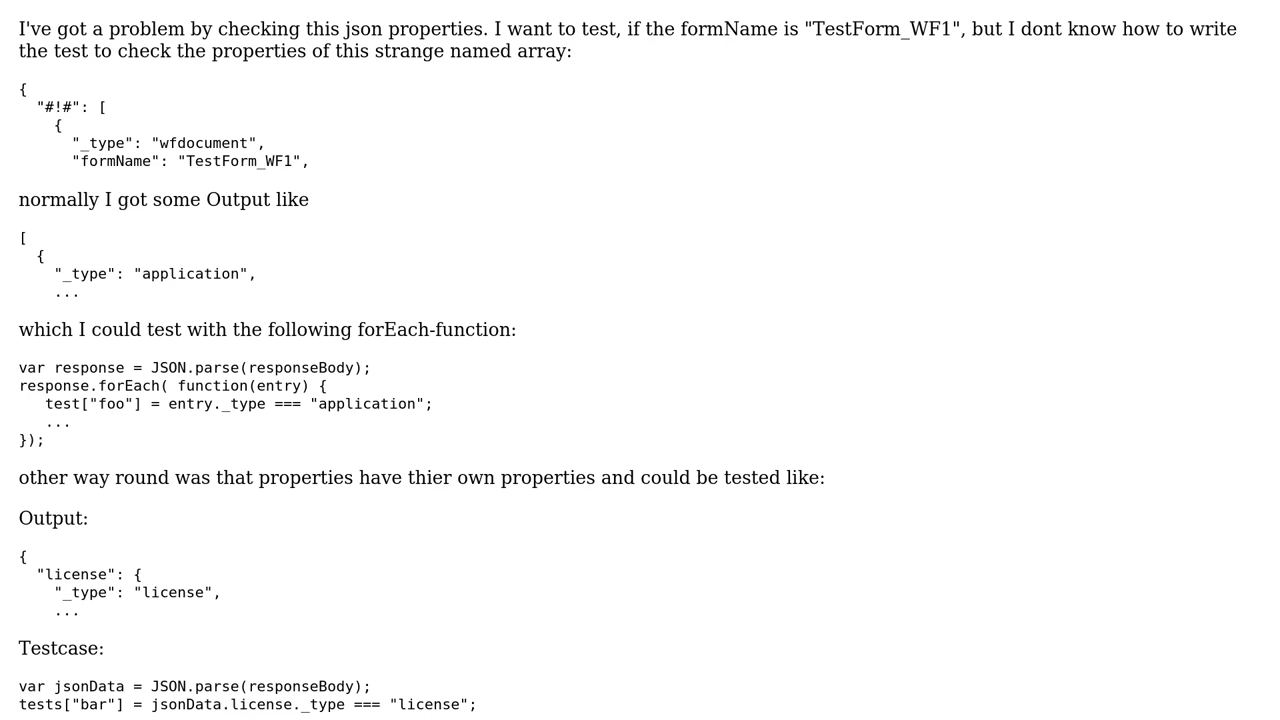 I've got a problem by checking this json properties. I want to test, if the formName is "TestForm_WF1", but I dont know how to write
the test to check the properties of this strange named array:
{
  "#!#": [
    {
      "_type": "wfdocument",
      "formName": "TestForm_WF1",
normally I got some Output like
[
  {
    "_type": "application",
    ...
which I could test with the following forEach-function:
var response = JSON.parse(responseBody);
response.forEach( function(entry) {
   test["foo"] = entry._type === "application";
   ...
});
other way round was that properties have thier own properties and could be tested like:
Output:
{
  "license": {
    "_type": "license",
    ...
Testcase:
var jsonData = JSON.parse(responseBody);
tests["bar"] = jsonData.license._type === "license";